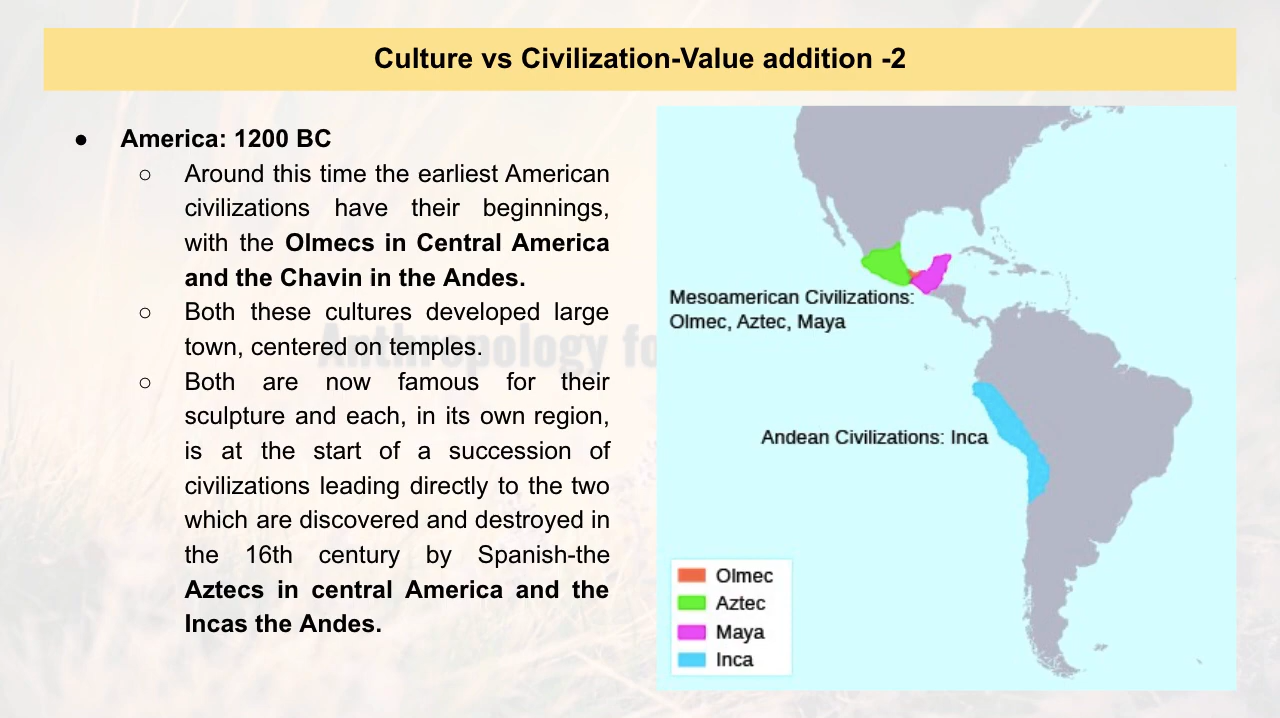 Culture vs Civilization-Value addition -2
● America: 1200 BC
○ Around this time the earliest American
civilizations have their beginnings,
with the Olmecs in Central America
and the Chavin in the Andes.
○ Both these cultures developed large
town, centered on temples.
○ Both are now famous for their
sculpture and each, in its own region,
is at the start of a succession of
civilizations leading directly to the two
which are discovered and destroyed in
the 16th century by Spanish-the
Aztecs in central America and the
Incas the Andes.
Anthropology fo
Mesoamerican Civilizations:
Olmec, Aztec, Maya
Andean Civilizations: Inca
Olmec
Aztec
Maya
Inca